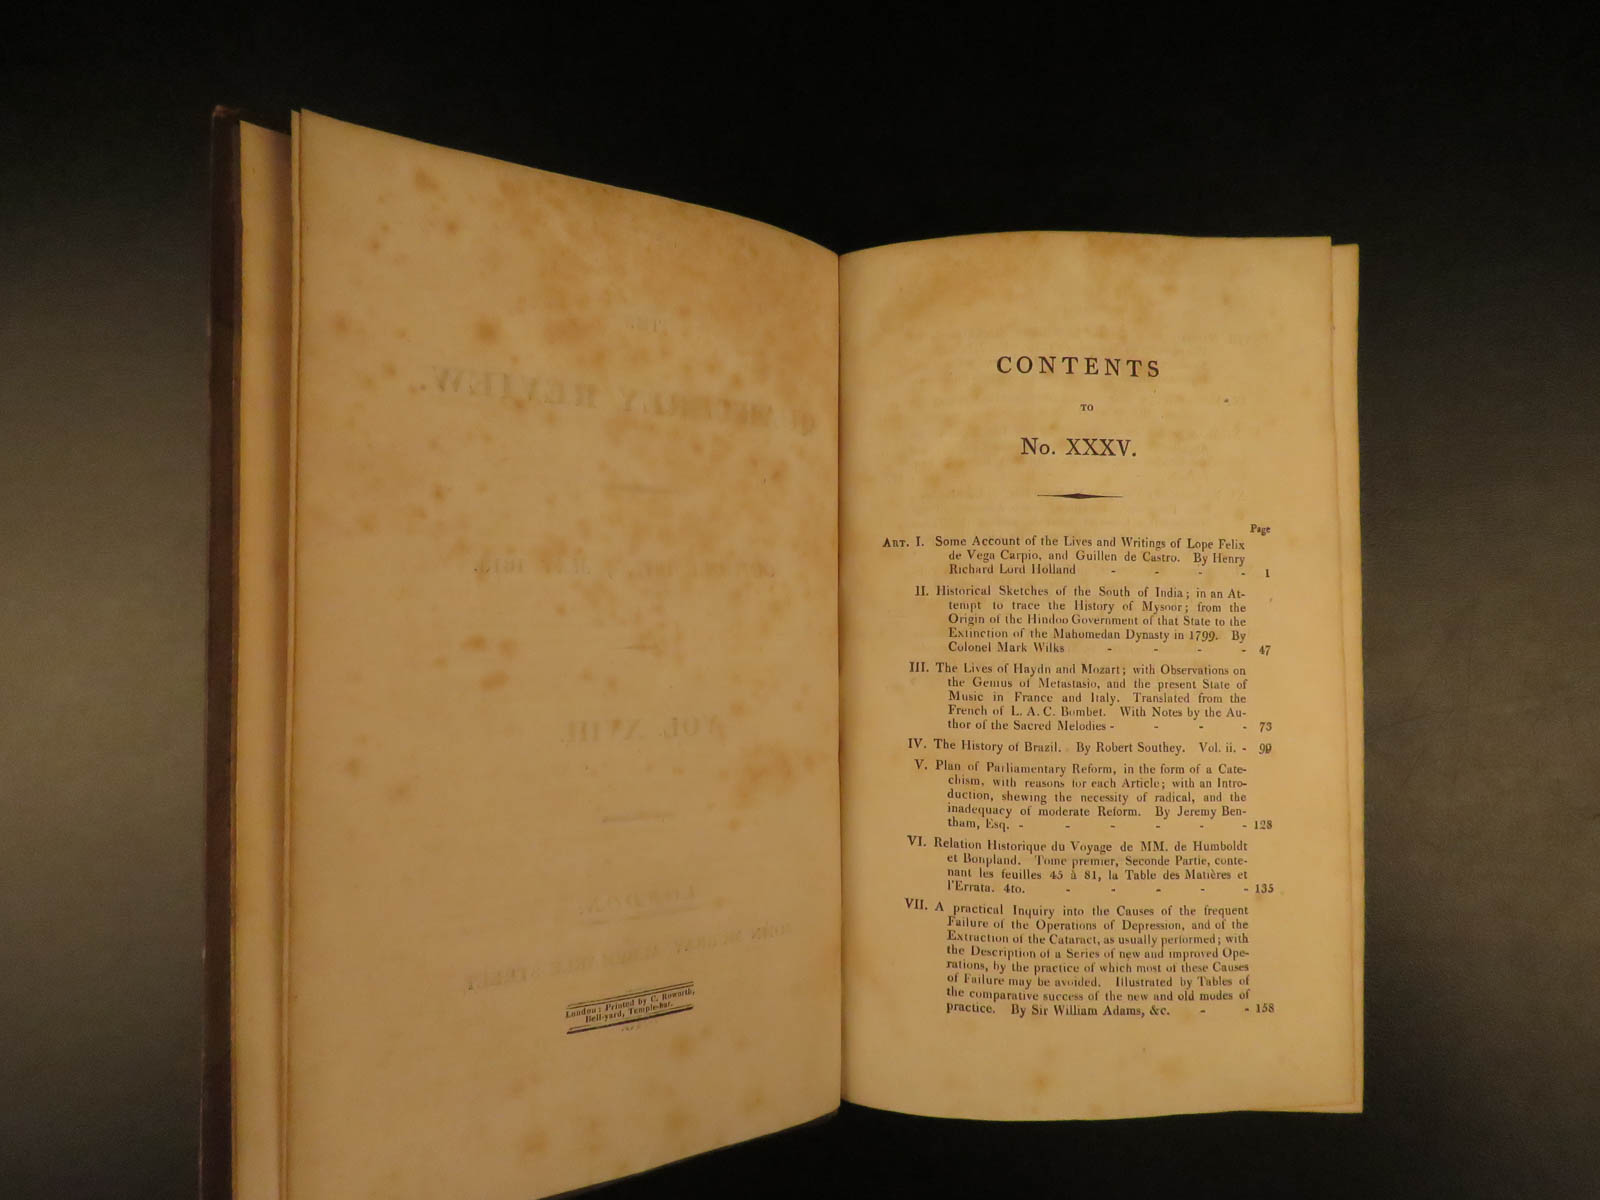 London: Printed by C. Roworth,
Bell-yard, Temple-bar.
CONTENTS
TO
No. XXXV.
Page
ART. I. Some Account of the Lives and Writings of Lope Felix
de Vega Carpio, and Guillen de Castro. By Henry
Richard Lord Holland - - - - 1
II. Historical Sketches of the South of India; in an At-
tempt to trace the History of Mysoor; from the
Origin of the Hindoo Government of that State to the
Extinction of the Mahomedan Dynasty in 1799. By
Colonel Mark Wilks - - - - 47
III. The Lives of Haydn and Mozart; with Observations on
the Genius of Metastasio, and the present State of
Music in France and Italy. Translated from the
French of L. A. C. Bombet. With Notes by the Au-
thor of the Sacred Melodies - - - - 73
IV. The History of Brazil. By Robert Southey. Vol. ii. - 99
V. Plan of Parliamentary Reform, in the form of a Cate-
chism, with reasons for each Article; with an Intro-
duction, shewing the necessity of radical, and the
inadequacy of moderate Reform. By Jeremy Ben-
tham, Esq. - - - - - - 128
VI. Relation Historique du Voyage de MM. de Humboldt
et Bonpland. Tome premier, Seconde Partie, conte-
nant les feuilles 45 à 81, la Table des Matières et
l'Errata. 4to. - - - - - 135
VII. A practical Inquiry into the Causes of the frequent
Failure of the Operations of Depression, and of the
Extraction of the Cataract, as usually performed; with
the Description of a Series of new and improved Ope-
rations, by the practice of which most of these Causes
of Failure may be avoided. Illustrated by Tables of
the comparative success of the new and old modes of
practice. By Sir William Adams, &c. - - 158